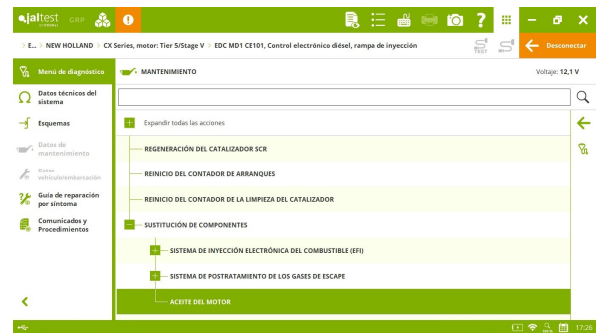 jaltest GRP
E... > NEW HOLLAND > CX Series, motor: Tier 5/Stage V > EDC MD1 CE101, Control electrónico diésel, rampa de inyección
TEST
Desconectar
Menú de diagnóstico
MANTENIMIENTO
Voltaje: 12,1 V
Datos técnicos del
sistema
Esquemas
Expandir todas las acciones
Datos de
mantenimiento
REGENERACIÓN DEL CATALIZADOR SCR
REINICIO DEL CONTADOR DE ARRANQUES
vehículo/embarcación
Guía de reparación
por síntoma
REINICIO DEL CONTADOR DE LA LIMPIEZA DEL CATALIZADOR
Comunicados y
Procedimientos
SUSTITUCIÓN DE COMPONENTES
SISTEMA DE INYECCIÓN ELECTRÓNICA DEL COMBUSTIBLE (EFI)
SISTEMA DE POSTRATAMIENTO DE LOS GASES DE ESCAPE
ACEITE DEL MOTOR
17:26